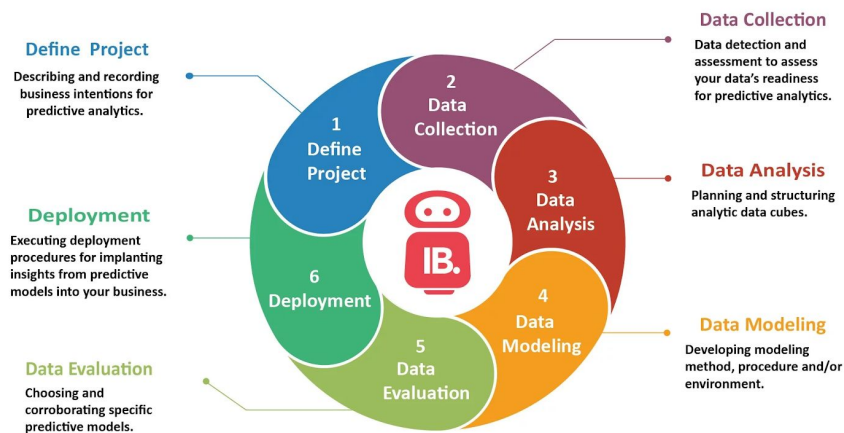 Define Project
Describing and recording
business intentions for
predictive analytics.
Deployment
Executing deployment
procedures for implanting
insights from predictive
models into your business.
Data Evaluation
Choosing and
corroborating specific
predictive models.
1
Define
Project
2
Data
Collection
3
Data
Analysis
4
Data
Modeling
5
Data
Evaluation
6
Deployment
IB.
Data Collection
Data detection and
assessment to assess
your data's readiness
for predictive analytics.
Data Analysis
Planning and structuring
analytic data cubes.
Data Modeling
Developing modeling
method, procedure and/or
environment.